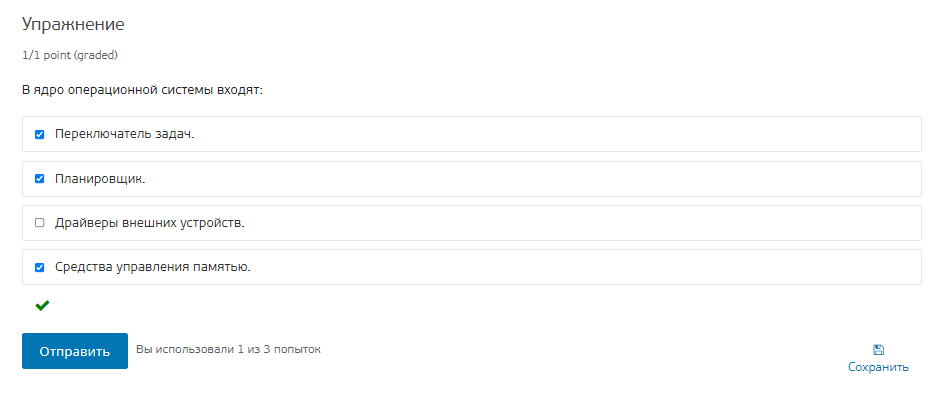 Упражнение
1/1 point (graded)
В ядро операционной системы входят:
Переключатель задач.
Планировщик.
Драйверы внешних устройств.
Средства управления памятью.
Отправить
Вы использовали 1 из 3 попыток
Сохранить